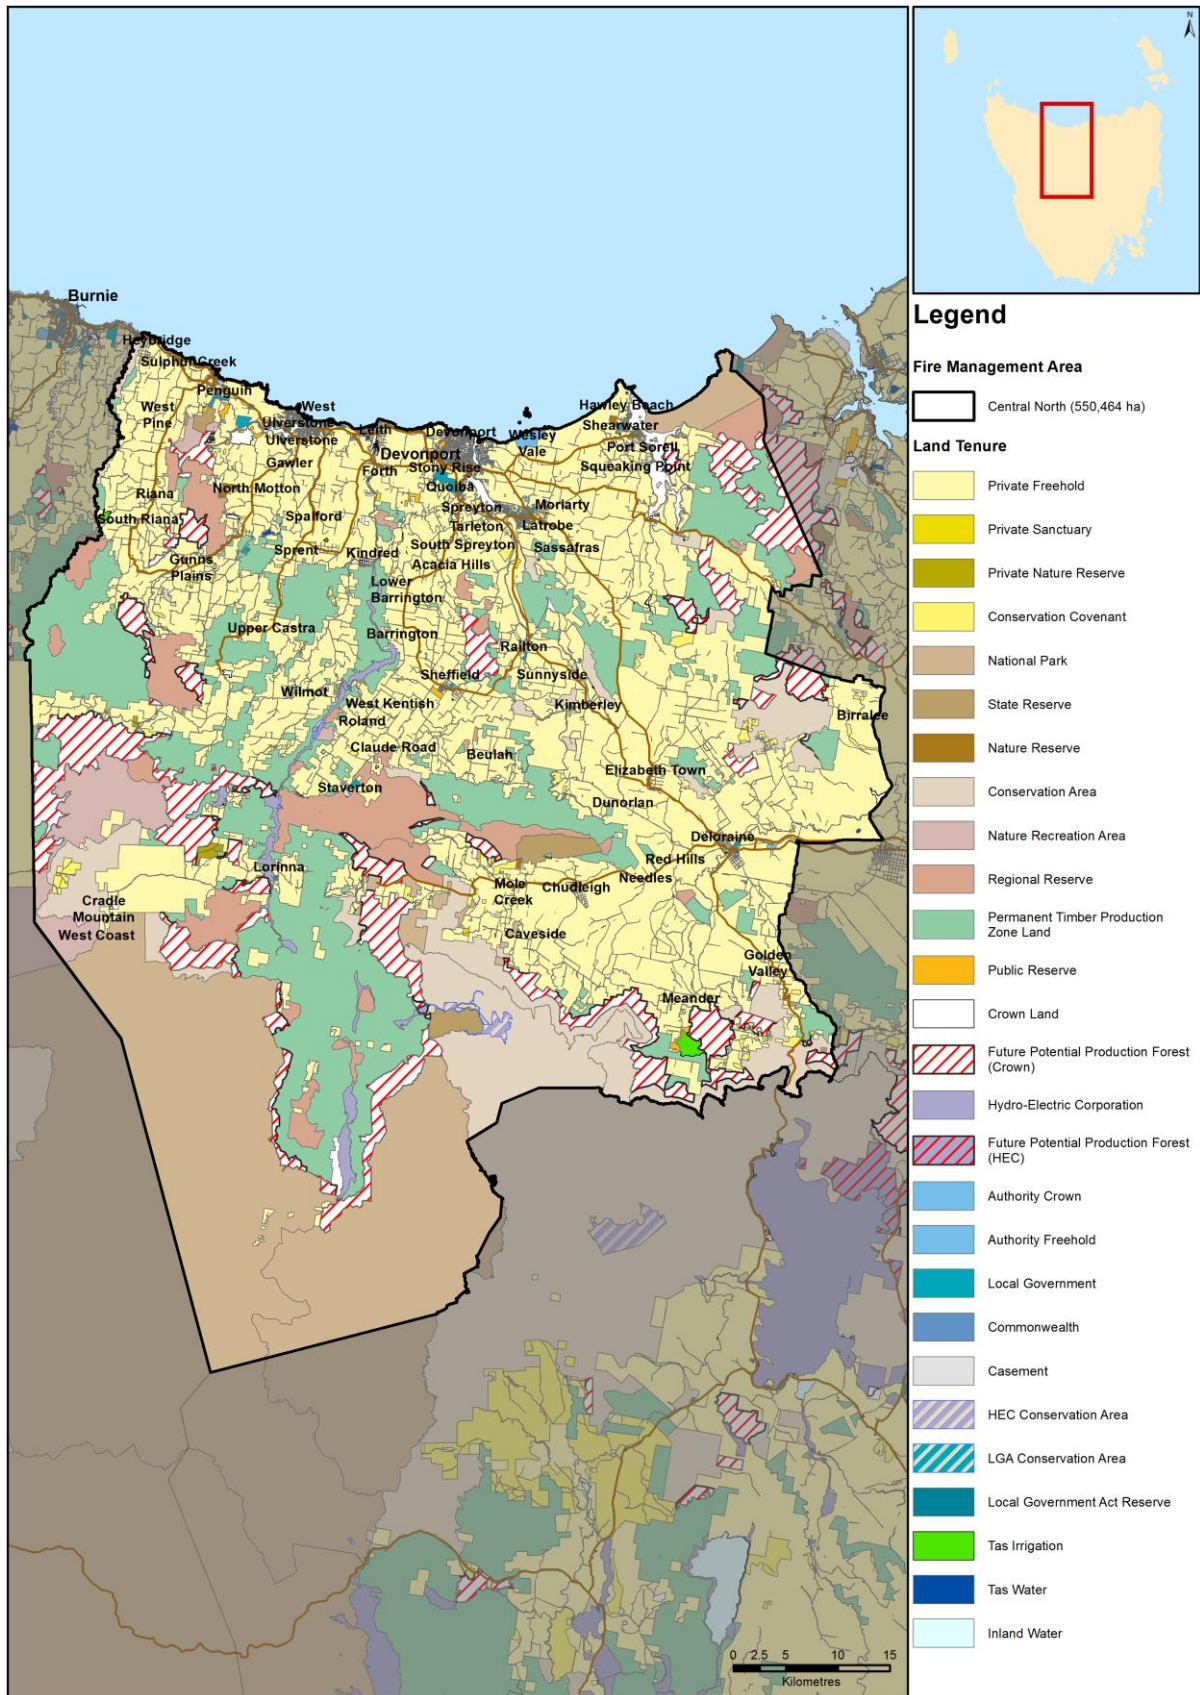 N
Burnie
Heybridge
Sulphur Creek
Penguin
West
Pine
West
Ulverstone
Ulverstone
Leith
Devonport
Wesley
Vale
Hawley Beach
Shearwater
Devonport
Port Sorell
Gawler
Forth
Stony Rise
Squeaking Point
Riana
North Motton
Quoiba
South Riana
Spalford
Spreyton
Moriarty
Tarleton
Latrobe
Sprent
Kindred
South Spreyton
Sassafras
Gunns
Plains
Acacia Hills
Lower
Barrington
Upper Castra
Barrington
Railton
Sheffield
Sunnyside
Wilmot
West Kentish
Kimberley
Birralee
Roland
Claude Road
Beulah
Elizabeth Town
Staverton
Dunorlan
Deloraine
Red Hills
Lorinna
Needles
Mole
Creek
Chudleigh
Cradle
Mountain
West Coast
Caveside
Golden
Valley
Meander
0 2.5 5 10 15
Kilometres
Legend
Fire Management Area
Central North (550,464 ha)
Land Tenure
Private Freehold
Private Sanctuary
Private Nature Reserve
Conservation Covenant
National Park
State Reserve
Nature Reserve
Conservation Area
Nature Recreation Area
Regional Reserve
Permanent Timber Production
Zone Land
Public Reserve
Crown Land
Future Potential Production Forest
(Crown)
Hydro-Electric Corporation
Future Potential Production Forest
(HEC)
Authority Crown
Authority Freehold
Local Government
Commonwealth
Casement
HEC Conservation Area
LGA Conservation Area
Local Government Act Reserve
Tas Irrigation
Tas Water
Inland Water